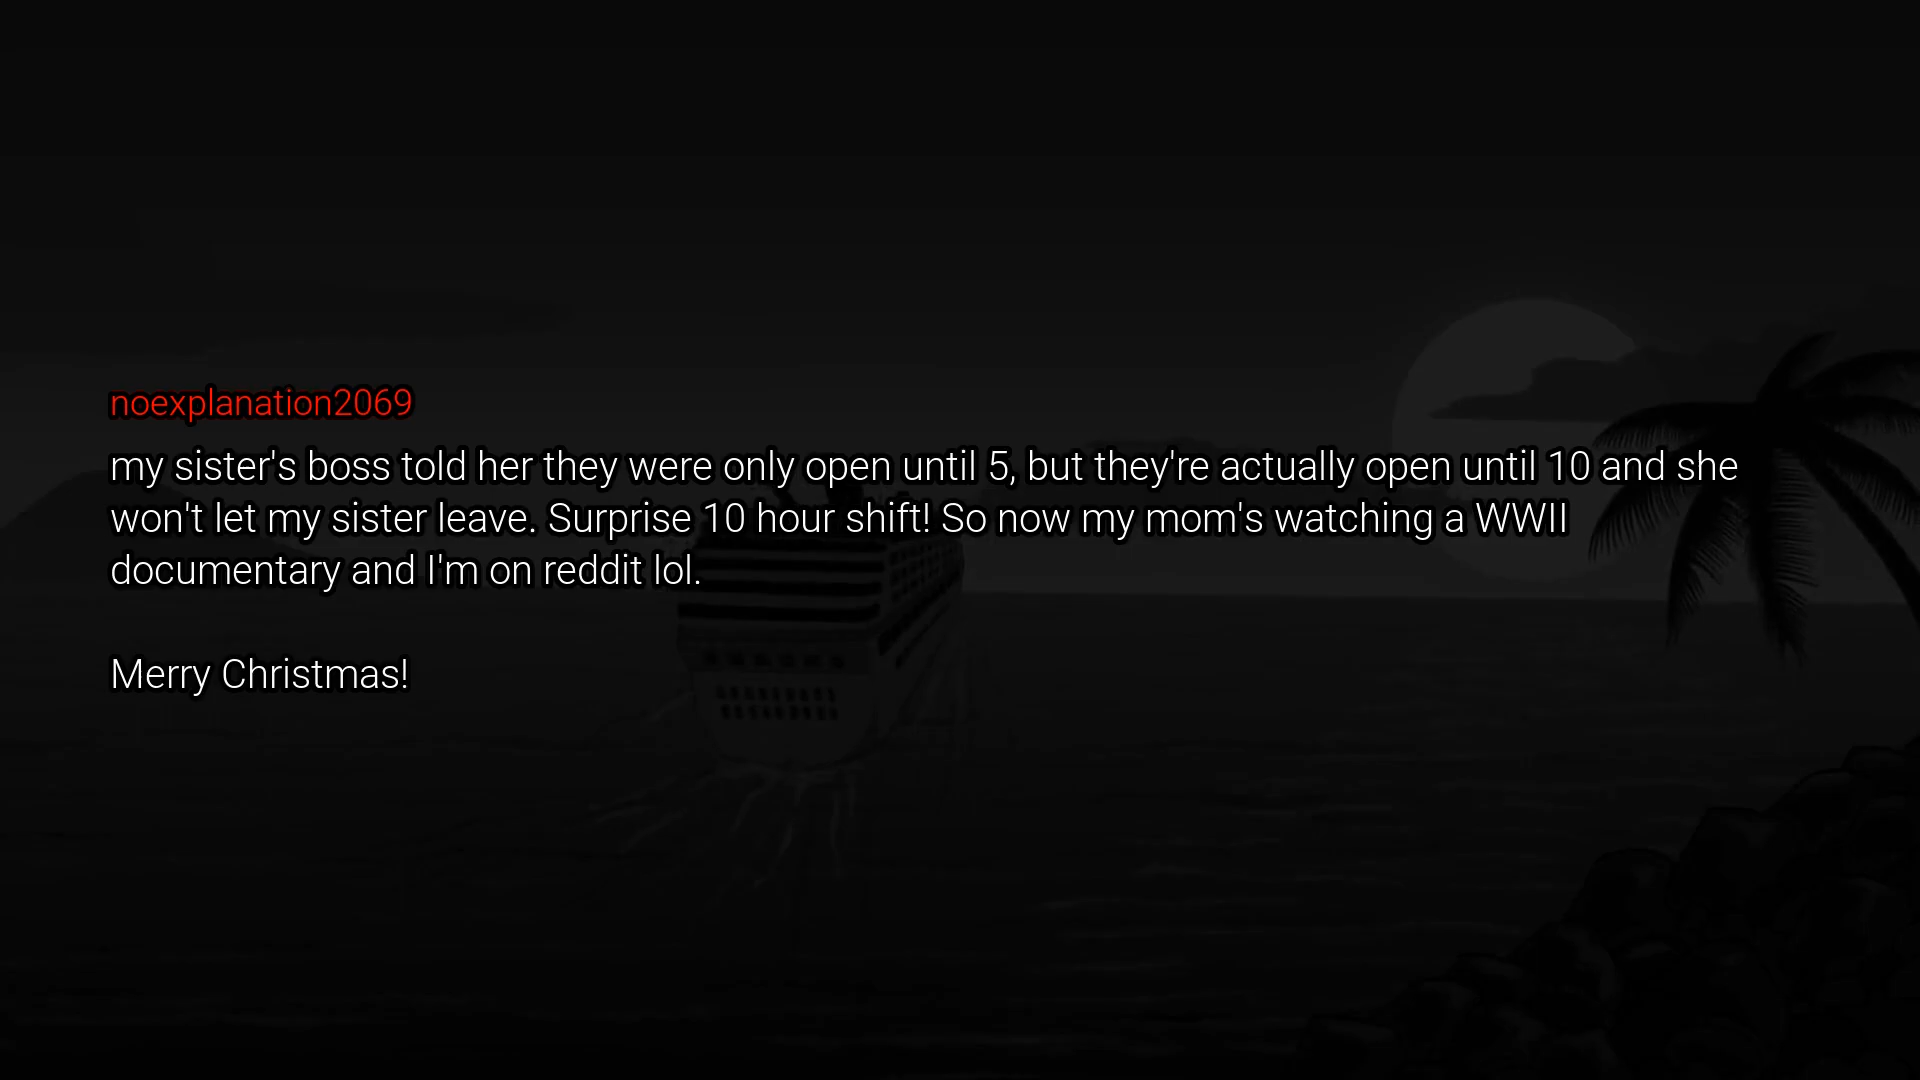 noexplanation2069
my sister's boss told her they were only open until 5, but they're actually open until 10 and she
won't let my sister leave. Surprise 10 hour shift! So now my mom's watching a WWII
documentary and I'm on reddit lol.
Merry Christmas!